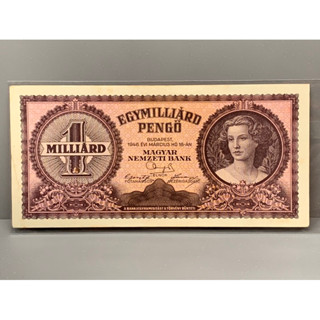 EGYMILLIÁRD
PENGŐ
BUDAPEST,
1946 ÉVI MÁRCIUS HÓ 18-ÁN
MAGYAR
NEMZETI BANK
1
MILLIÁRD